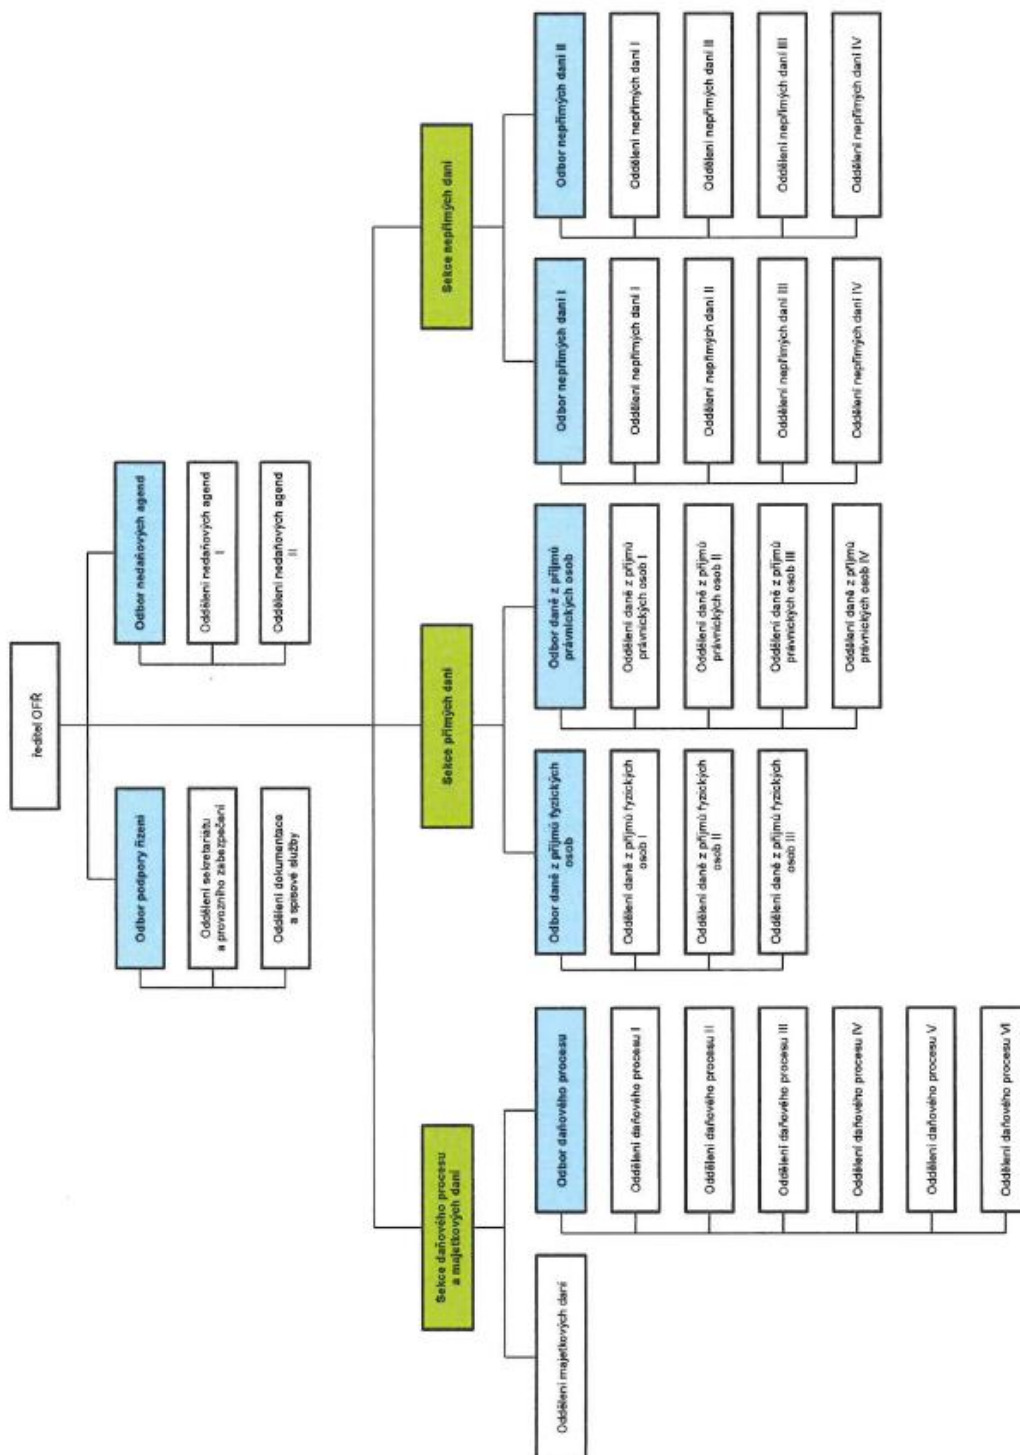 ředitel OFŘ
Odbor podpory řízení
Oddělení sekretariátu
a provozního zabezpečení
Oddělení dokumentace
a spisové služby
Odbor nedaňových agend
Oddělení nedaňových agend
I
Oddělení nedaňových agend
II
Sekce daňového procesu
a majetkových daní
Sekce přímých daní
Sekce nepřímých daní
Oddělení majetkových daní
Odbor daňového procesu
Oddělení daňového procesu I
Oddělení daňového procesu II
Oddělení daňového procesu III
Oddělení daňového procesu IV
Oddělení daňového procesu V
Oddělení daňového procesu VI
Odbor daně z příjmů fyzických
osob
Oddělení daně z příjmů fyzických
osob I
Oddělení daně z příjmů fyzických
osob II
Oddělení daně z příjmů fyzických
osob III
Odbor daně z příjmů
právnických osob
Oddělení daně z příjmů
právnických osob I
Oddělení daně z příjmů
právnických osob II
Oddělení daně z příjmů
právnických osob III
Oddělení daně z příjmů
právnických osob IV
Odbor nepřímých daní I
Oddělení nepřímých daní I
Oddělení nepřímých daní II
Oddělení nepřímých daní III
Oddělení nepřímých daní IV
Odbor nepřímých daní II
Oddělení nepřímých daní I
Oddělení nepřímých daní II
Oddělení nepřímých daní III
Oddělení nepřímých daní IV